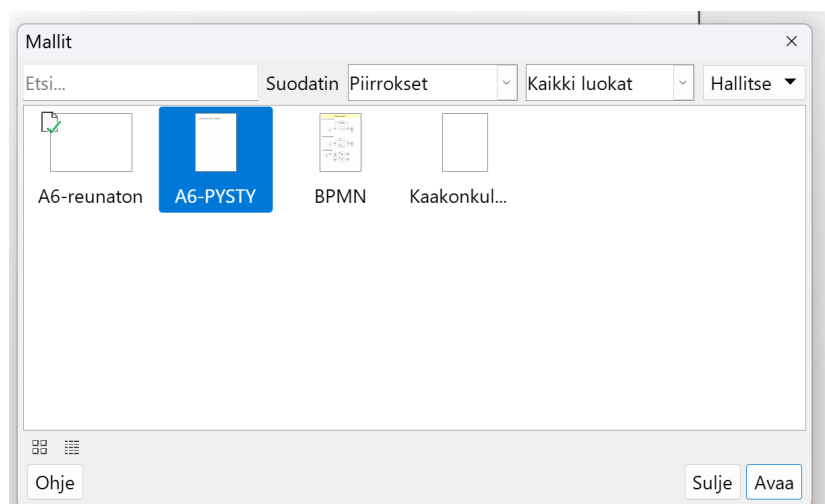 Mallit
Etsi... Suodatin Piirrokset Kaikki luokat Hallitse
A6-reunaton A6-PYSTY BPMN Kaakonkul...
Ohje Sulje Avaa